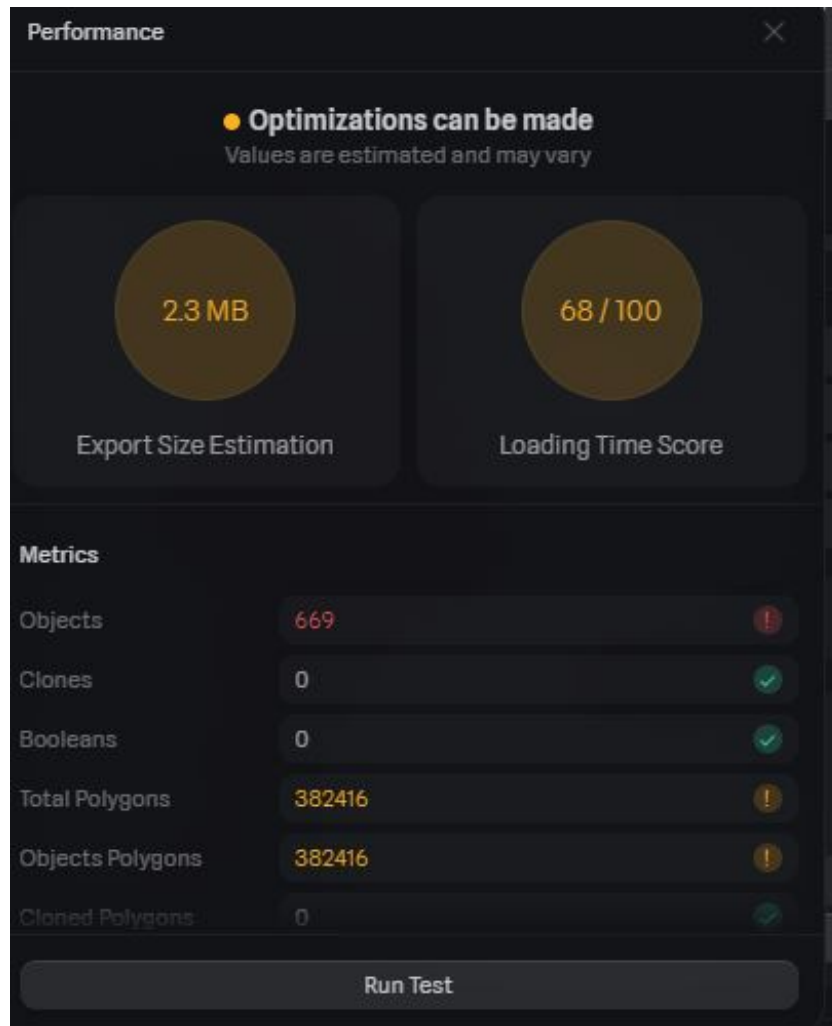 Performance
Optimizations can be made
Values are estimated and may vary
2.3 MB
68 / 100
Export Size Estimation
Loading Time Score
Metrics
Objects 669
Clones 0
Booleans 0
Total Polygons 382416
Objects Polygons 382416
Cloned Polygons 0
Run Test